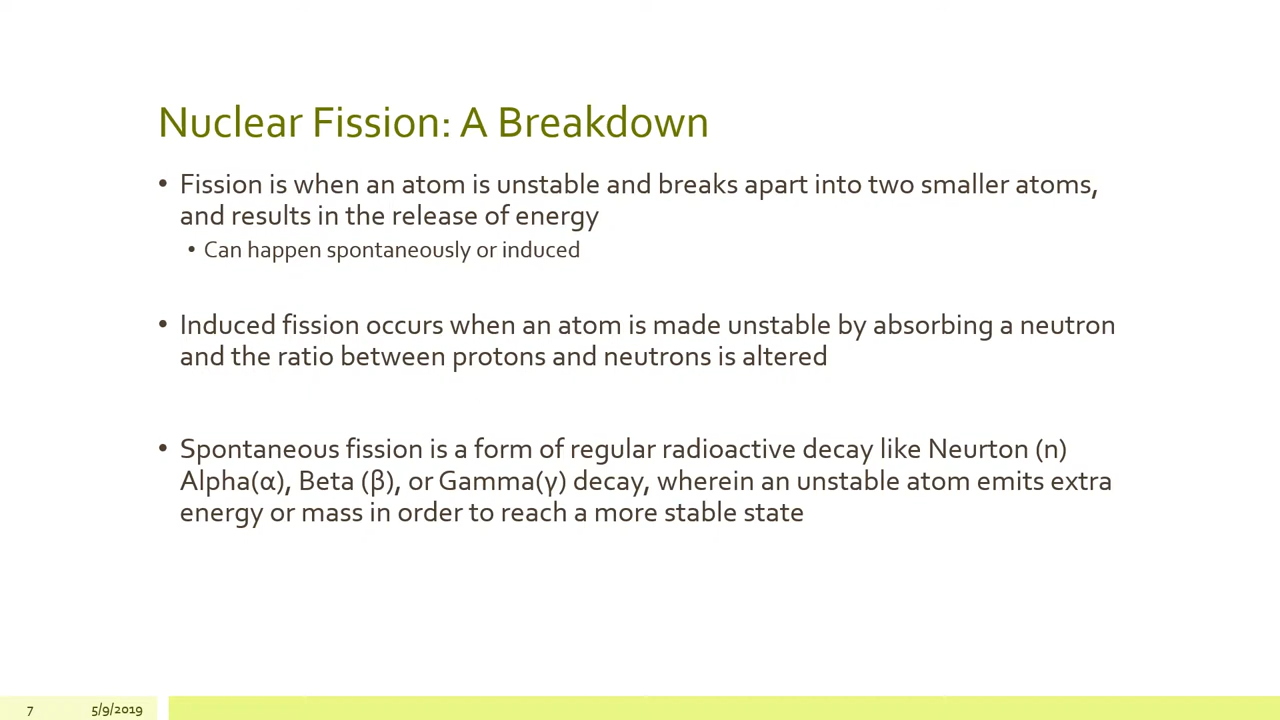 Nuclear Fission: A Breakdown
• Fission is when an atom is unstable and breaks apart into two smaller atoms,
and results in the release of energy
• Can happen spontaneously or induced
• Induced fission occurs when an atom is made unstable by absorbing a neutron
and the ratio between protons and neutrons is altered
• Spontaneous fission is a form of regular radioactive decay like Neurton (n)
Alpha(α), Beta (β), or Gamma(γ) decay, wherein an unstable atom emits extra
energy or mass in order to reach a more stable state
7 5/9/2019